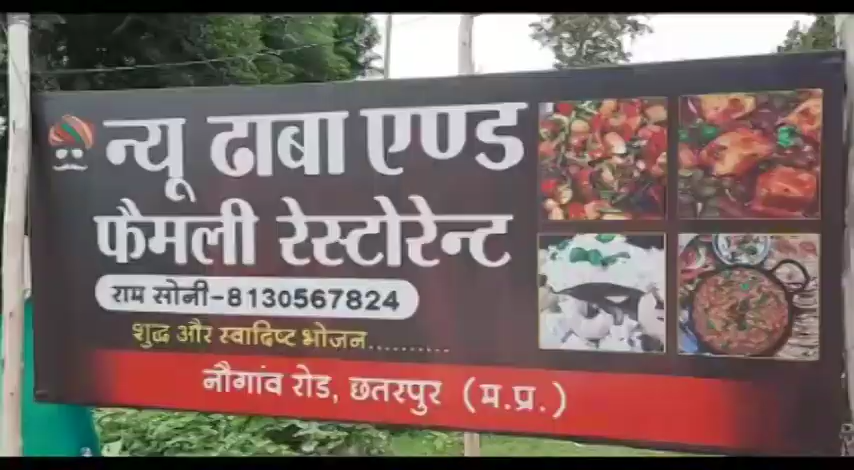 न्यू ढाबा एण्ड
फैमली रेस्टोरेन्ट
राम सोनी-8130567824
शुद्ध और स्वादिष्ट भोजन..........
नौगांव रोड, छतरपुर (म.प्र.)